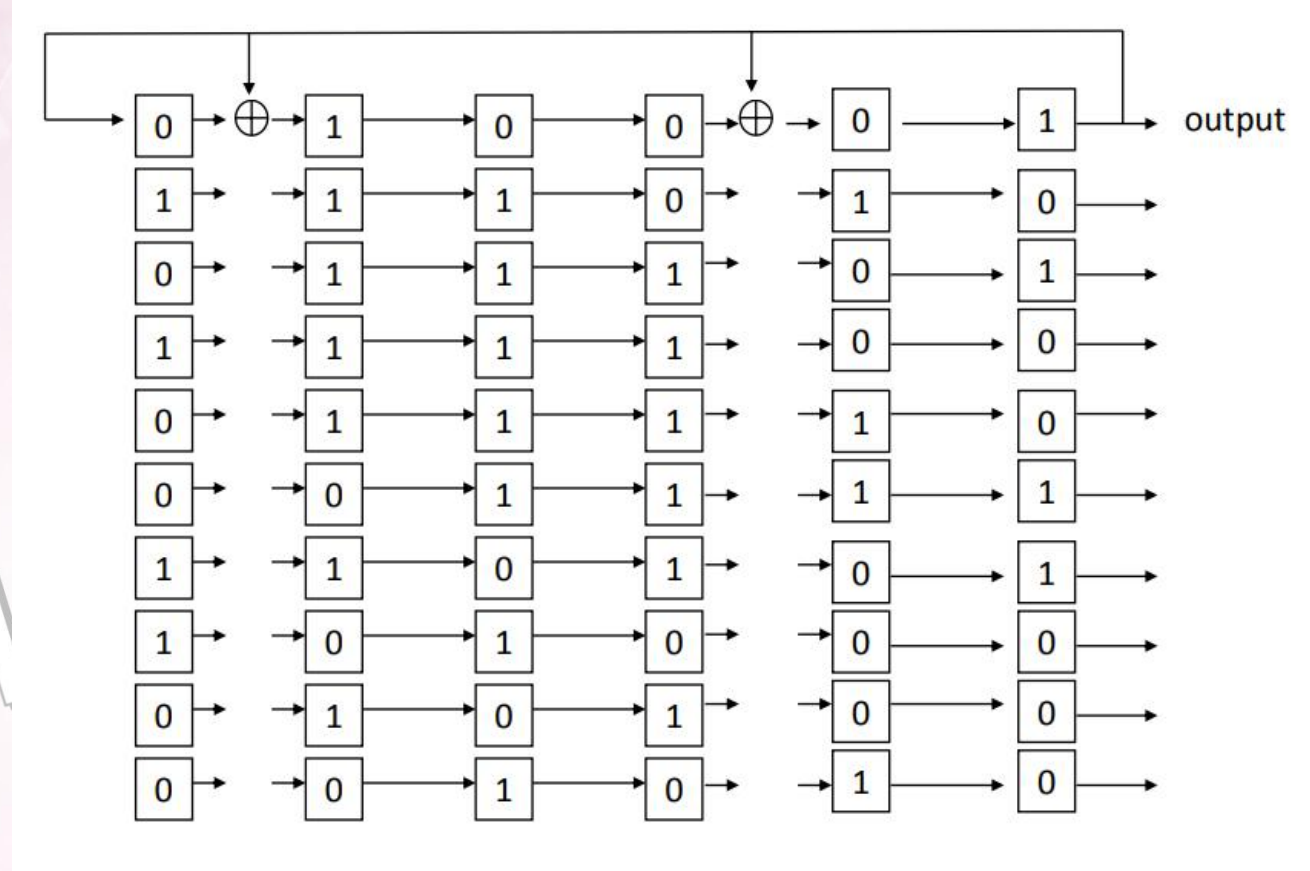 0 1 0 0 0 1 output
1 1 1 0 1 0
0 1 1 1 0 1
1 1 1 1 0 0
0 1 1 1 1 0
0 0 1 1 1 1
1 1 0 1 0 1
1 0 1 0 0 0
0 1 0 1 0 0
0 0 1 0 1 0